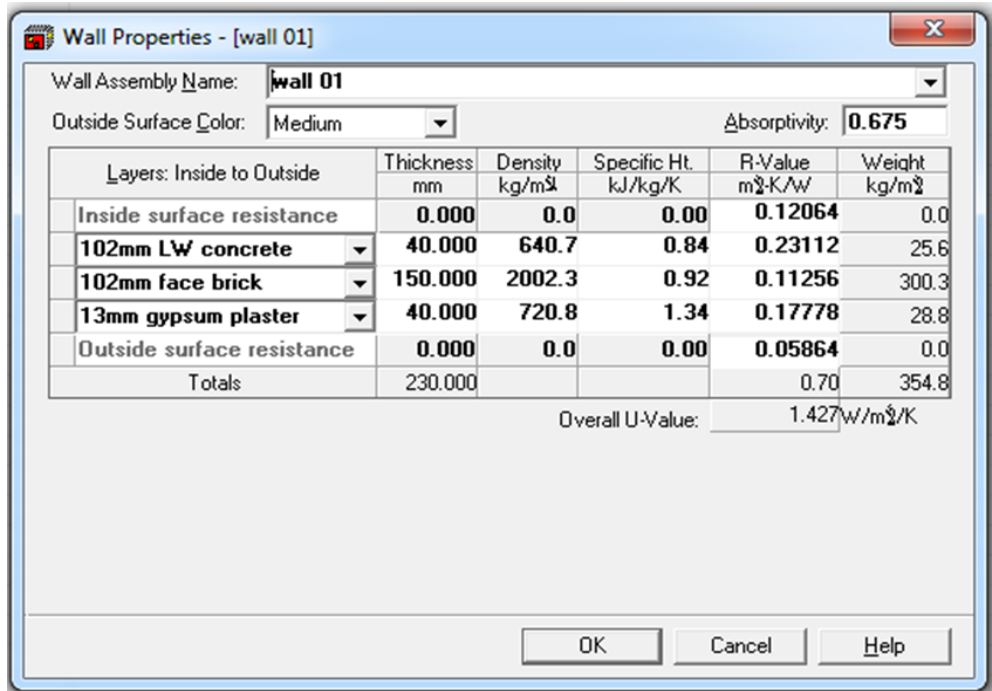 Wall Properties - [wall 01]
Wall Assembly Name: wall 01
Outside Surface Color: Medium Absorptivity: 0.675
Layers: Inside to Outside Thickness Density Specific Ht. R-Value Weight
mm kg/m³ kJ/kg/K m²-K/W kg/m²
Inside surface resistance 0.000 0.0 0.00 0.12064 0.0
102mm LW concrete 40.000 640.7 0.84 0.23112 25.6
102mm face brick 150.000 2002.3 0.92 0.11256 300.3
13mm gypsum plaster 40.000 720.8 1.34 0.17778 28.8
Outside surface resistance 0.000 0.0 0.00 0.05864 0.0
Totals 230.000 0.70 354.8
Overall U-Value: 1.427 W/m²/K
OK Cancel Help